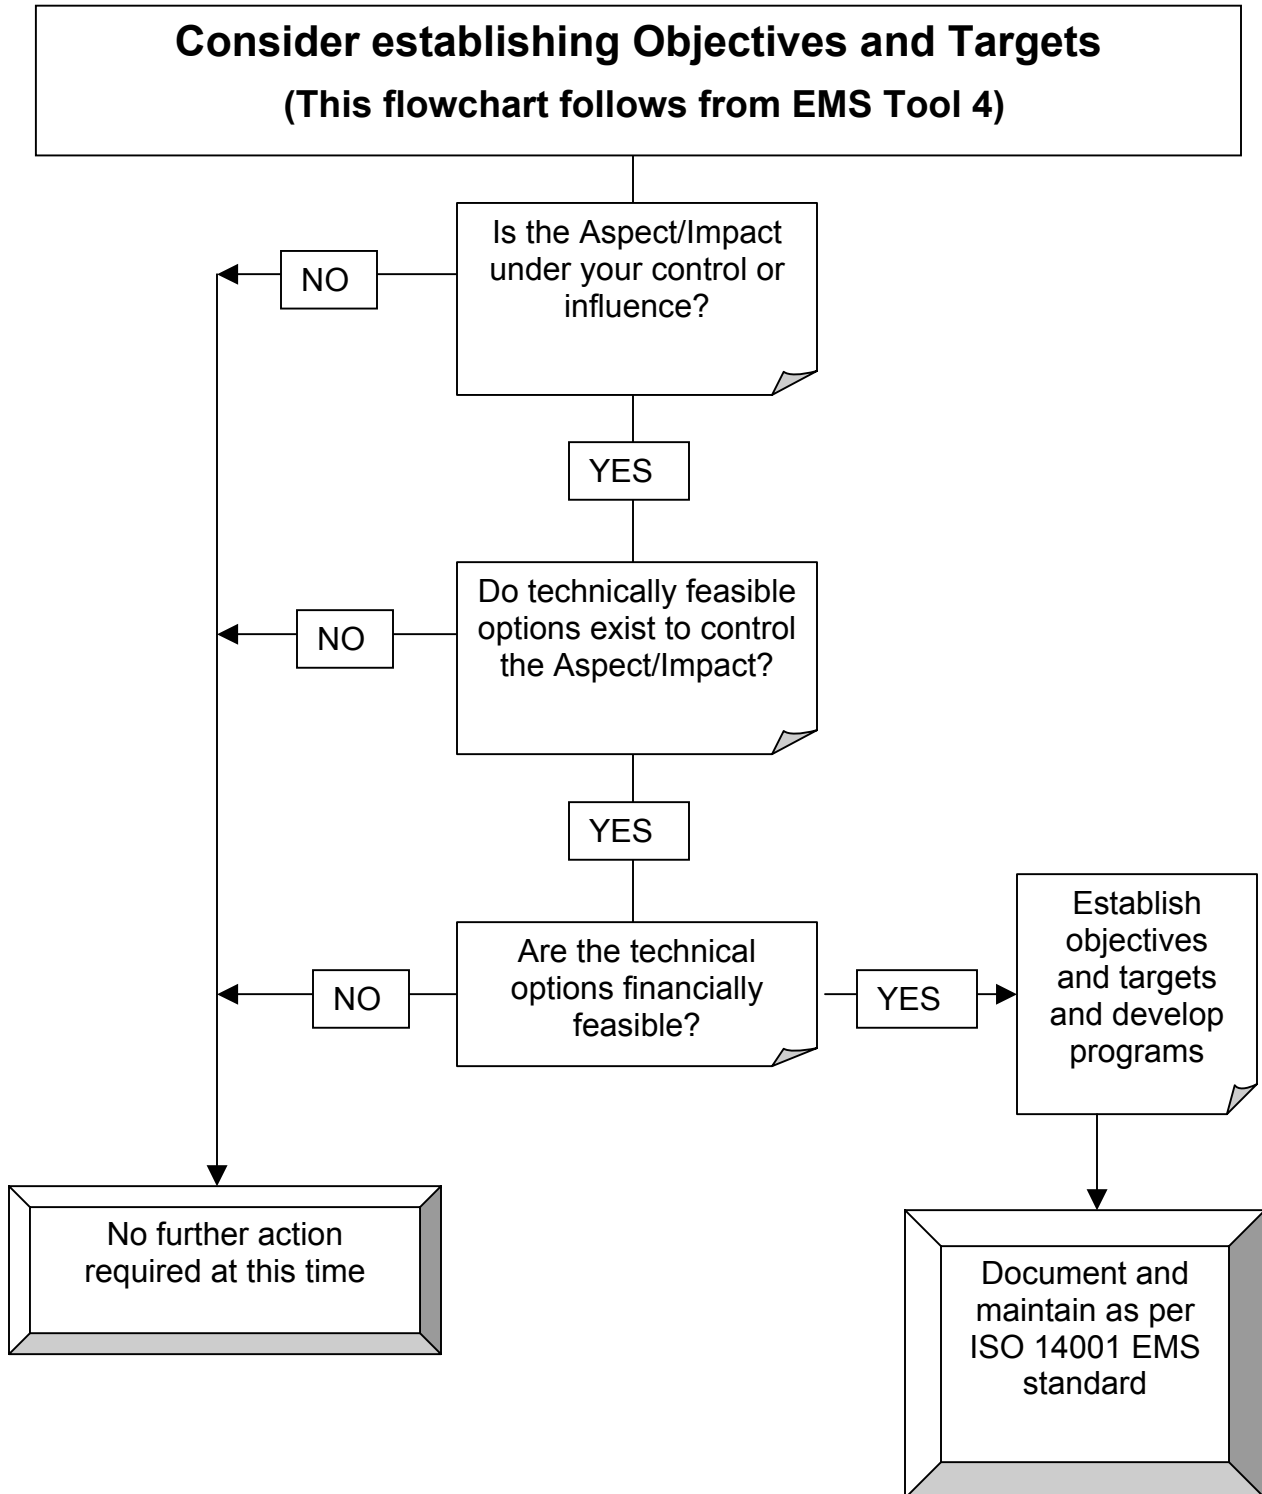 Consider establishing Objectives and Targets
(This flowchart follows from EMS Tool 4)
Is the Aspect/Impact
under your control or
influence?
NO
YES
Do technically feasible
options exist to control
the Aspect/Impact?
NO
YES
Are the technical
options financially
feasible?
NO
YES
Establish
objectives
and targets
and develop
programs
No further action
required at this time
Document and
maintain as per
ISO 14001 EMS
standard